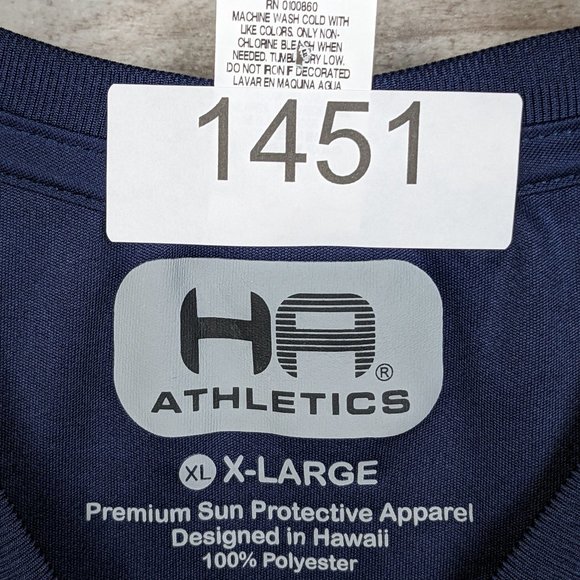 RN 0100860
MACHINE WASH COLD WITH
LIKE COLORS. ONLY NON-
CHLORINE BLEACH WHEN
NEEDED. TUMBLE DRY LOW.
DO NOT IRON IF DECORATED
LAVAR EN MAQUINA AGUA
1451
HA
ATHLETICS ®
XL X-LARGE
Premium Sun Protective Apparel
Designed in Hawaii
100% Polyester